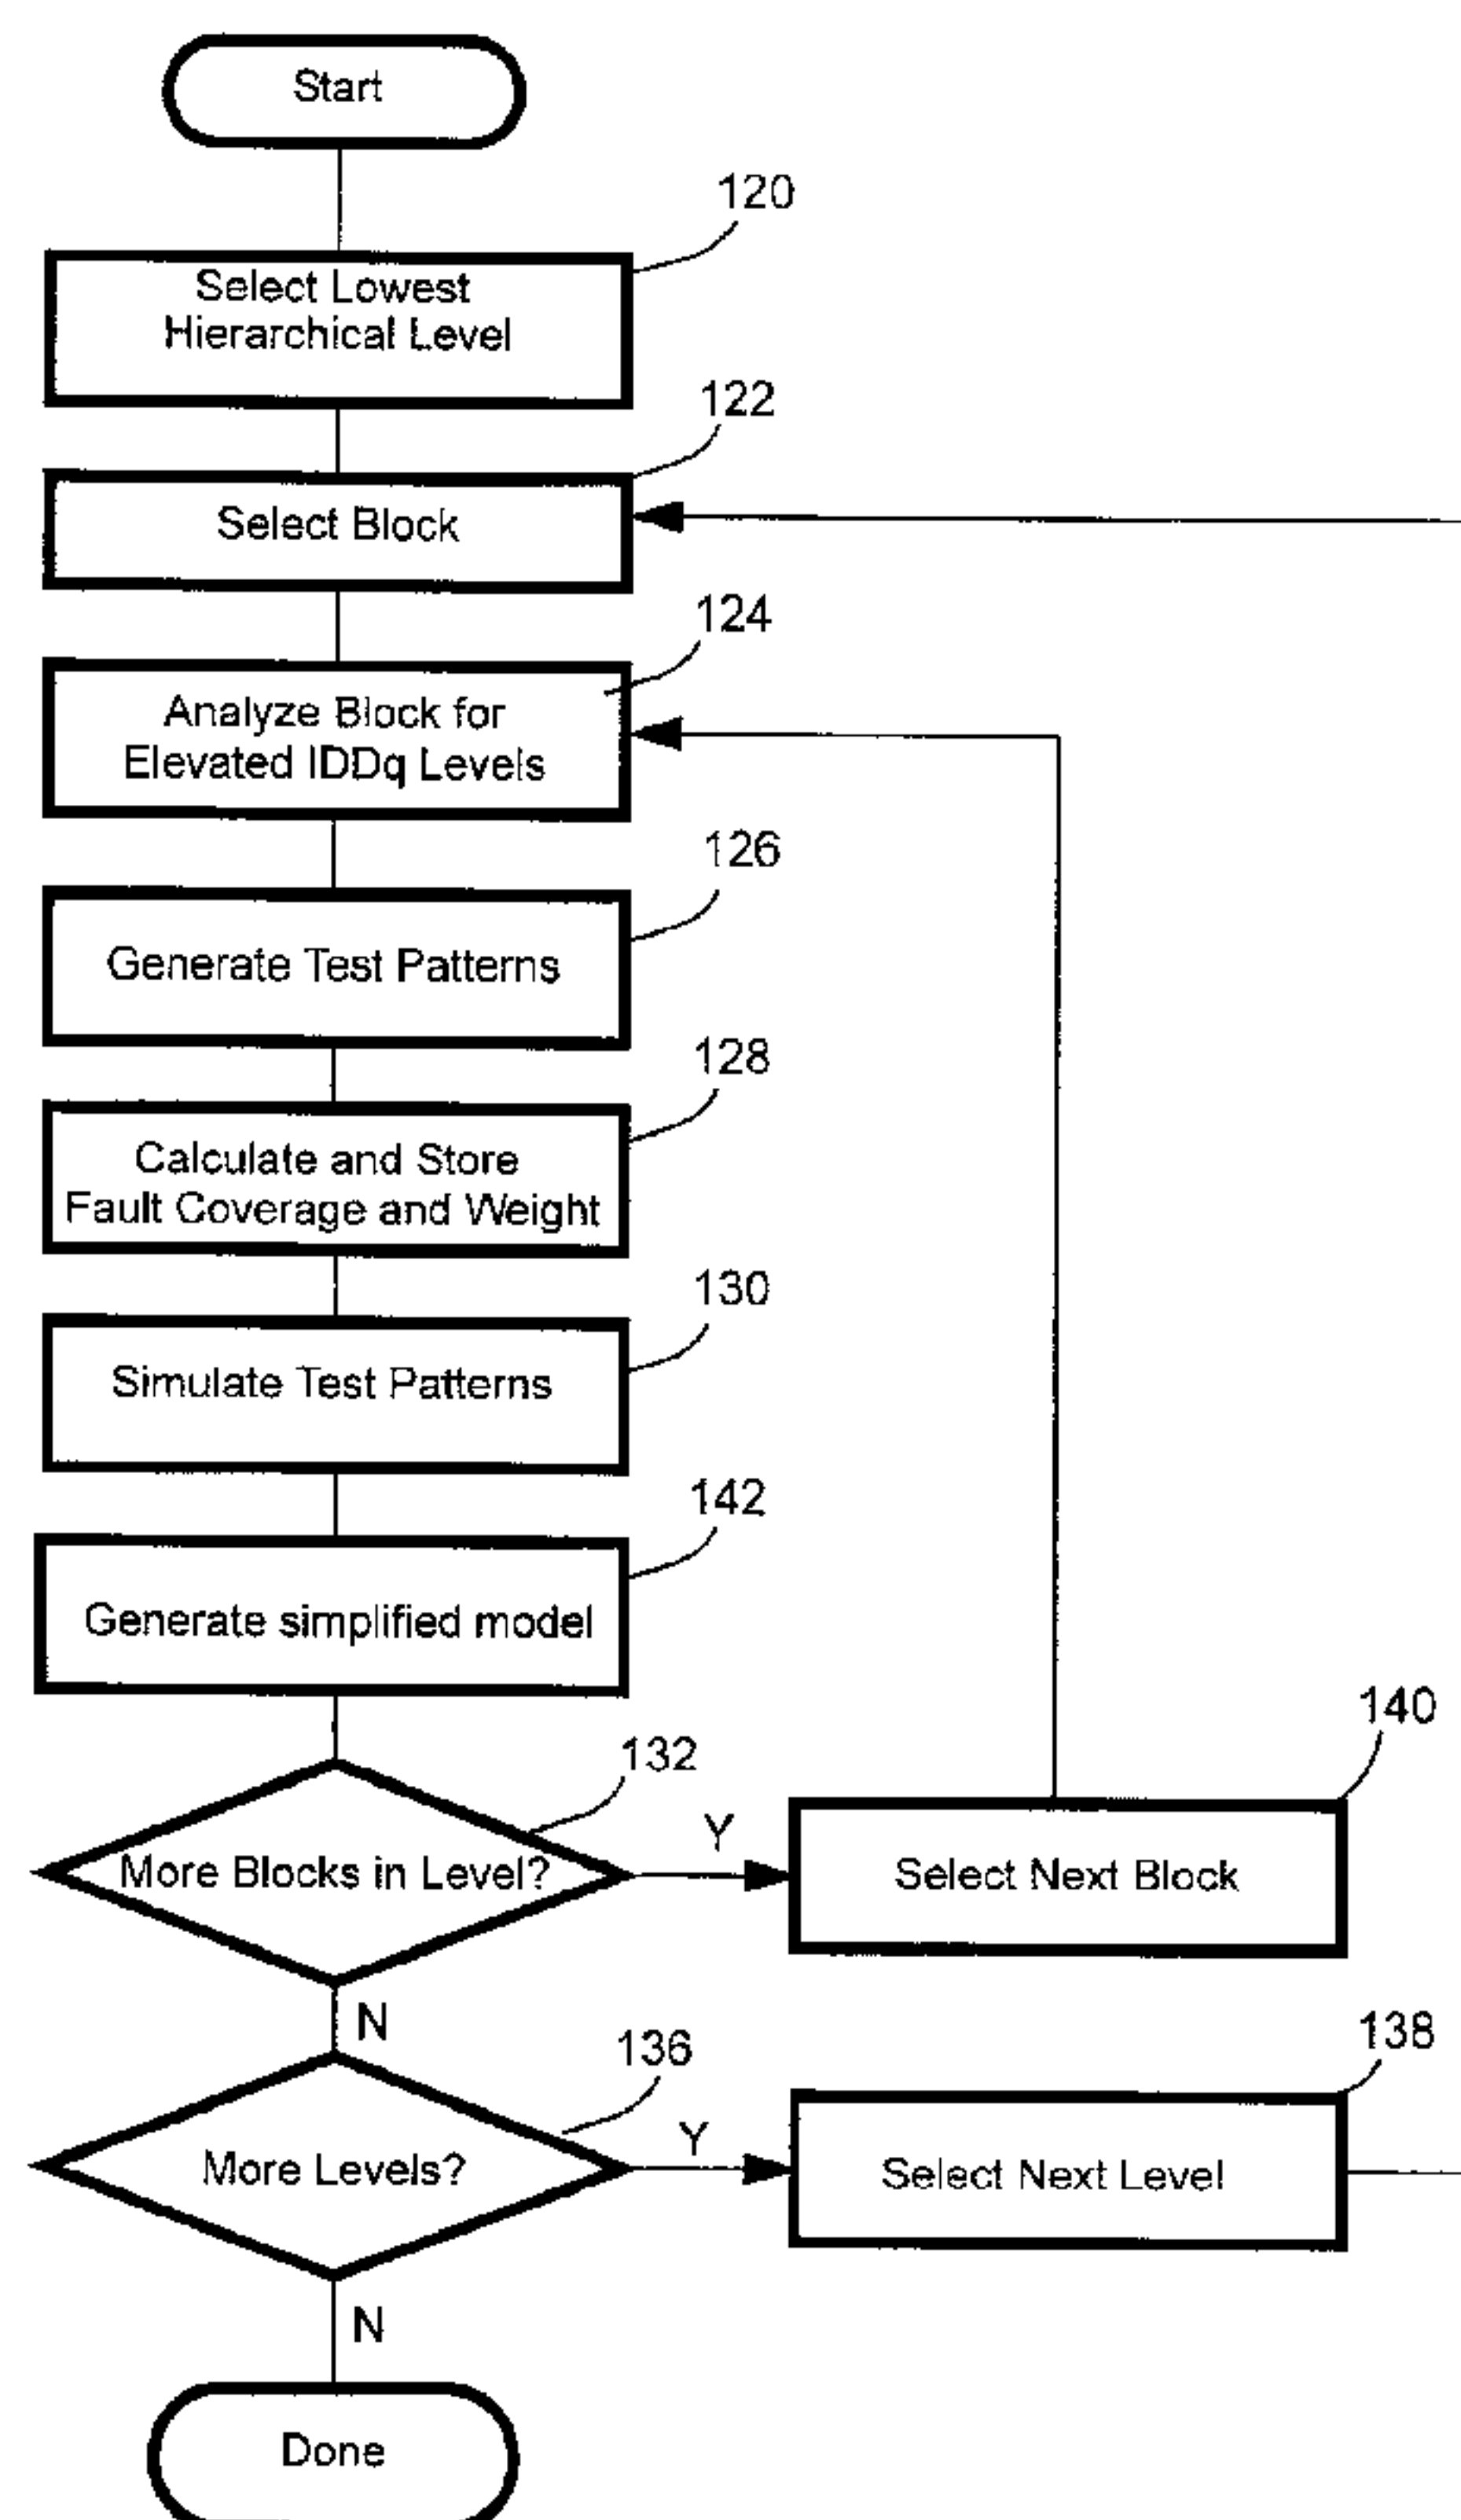 Start
120
Select Lowest
Hierarchical Level
122
Select Block
124
Analyze Block for
Elevated IDDq Levels
126
Generate Test Patterns
128
Calculate and Store
Fault Coverage and Weight
130
Simulate Test Patterns
142
Generate simplified model
132
More Blocks in Level?
Y
140
Select Next Block
N
136
More Levels?
Y
138
Select Next Level
N
Done